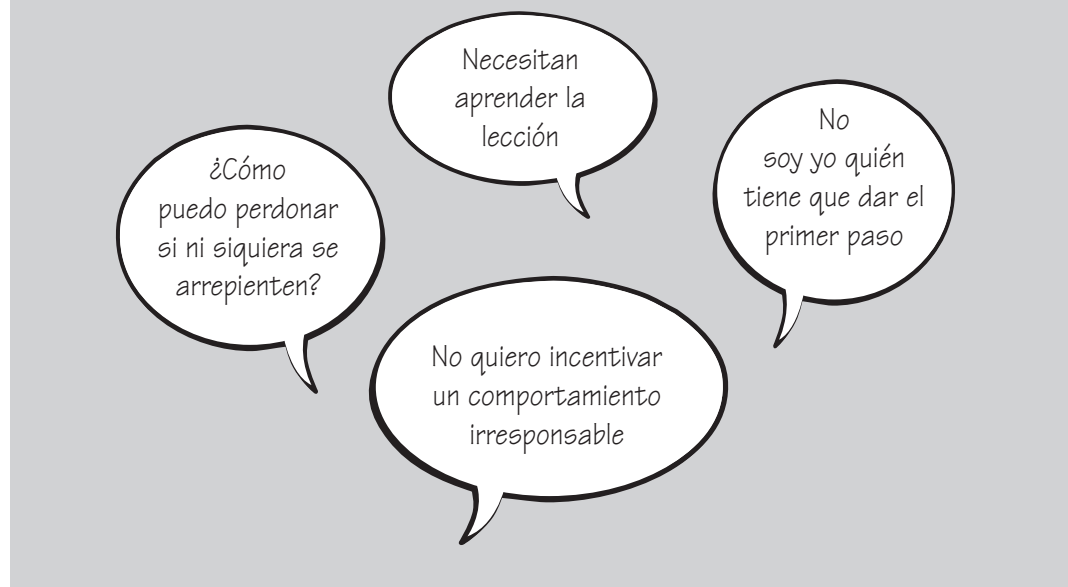 Necesitan
aprender la
lección
No
soy yo quién
tiene que dar el
primer paso
¿Cómo
puedo perdonar
si ni siquiera se
arrepienten?
No quiero incentivar
un comportamiento
irresponsable